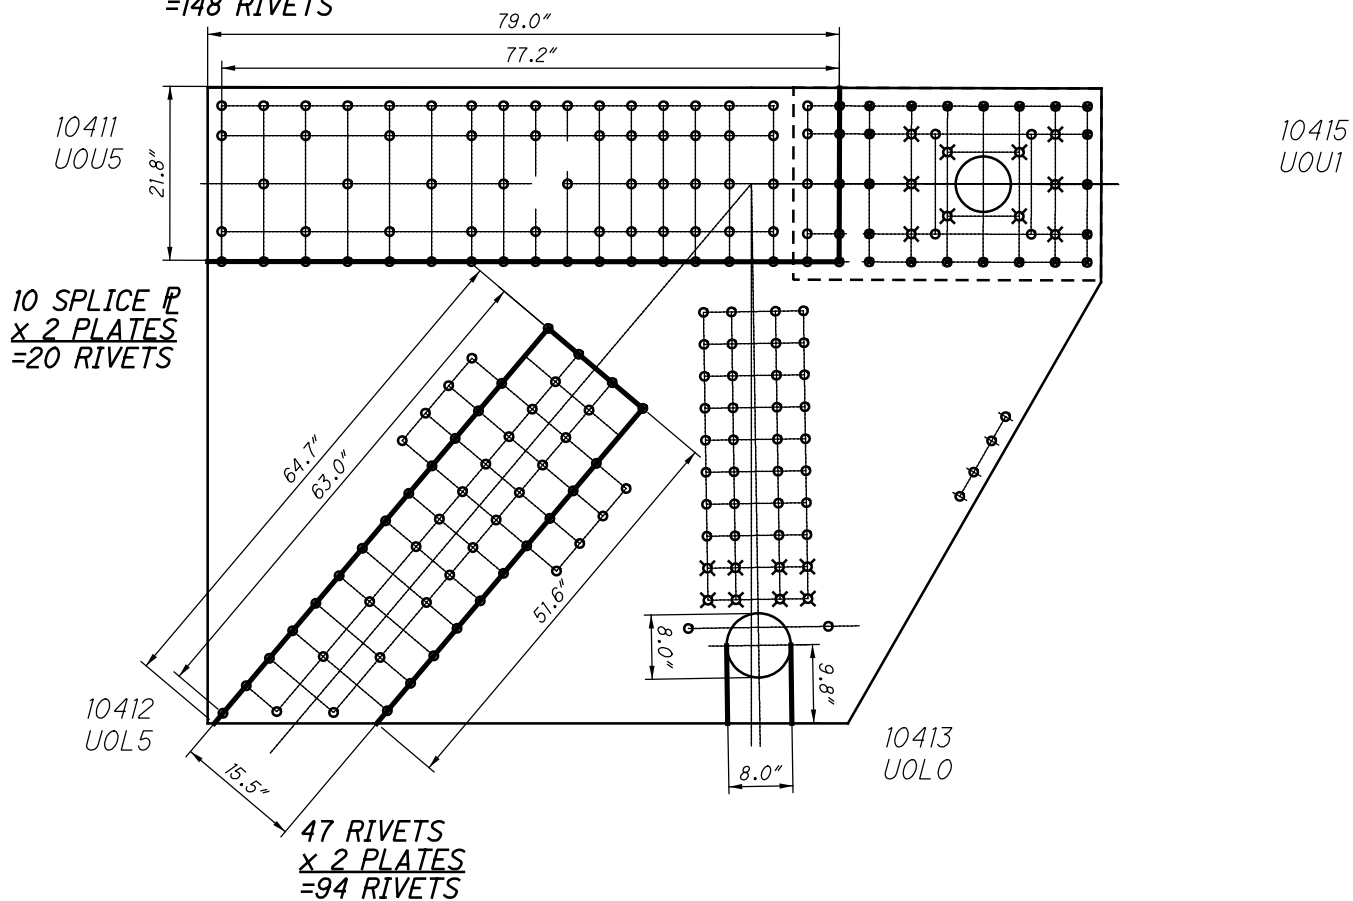 =148 RIVETS
79.0"
77.2"
10411
U0U5
21.8"
10415
U0U1
10 SPLICE ℄
x 2 PLATES
=20 RIVETS
64.7"
63.0"
51.6"
8.0"
9.8"
10412
U0L5
10413
U0L0
15.5"
8.0"
47 RIVETS
x 2 PLATES
=94 RIVETS